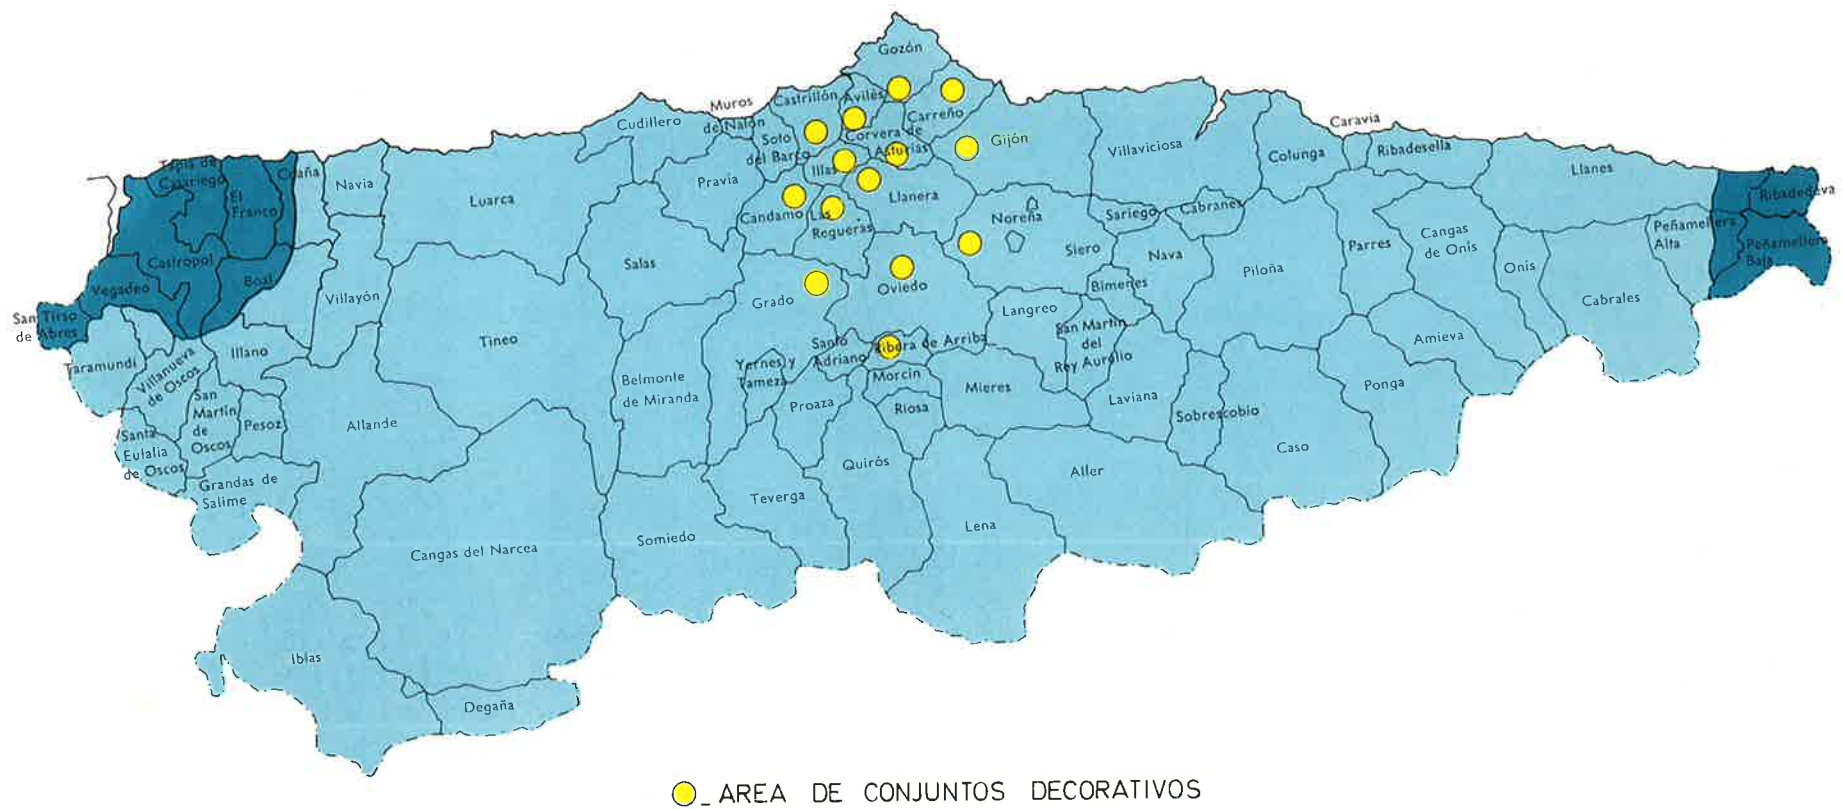 Gozón
Castrillón
Avilés
Muros
de Nalón
Carreño
Cudillero
Soto
del Barco
Corvera de
Asturias
Gijón
Villaviciosa
Colunga
Caravia
Ribadesella
Llanes
Ribadedeva
Peñamellera
Alta
Peñamellera
Baja
Tapia de
Casariego
El
Franco
Coaña
Navia
Luarca
Pravia
Illas
Llanera
Candamo
Las
Regueras
Noreña
Siero
Sariego
Cabranes
Nava
Bimenes
Piloña
Parres
Cangas
de Onís
Onís
Cabrales
Castropol
Boal
Vegadeo
San Tirso
de Abres
Villayón
Salas
Grado
Oviedo
Langreo
San Martín
del
Rey Aurelio
Amieva
Ponga
Taramundi
Villanueva
de Oscos
Illano
Tineo
Belmonte
de Miranda
Yernes y
Tameza
Santo
Adriano
Ribera de Arriba
Morcín
Mieres
Laviana
Sobrescobio
Caso
San
Martín
de
Oscos
Pesoz
Allande
Proaza
Riosa
Santa
Eulalia
de Oscos
Grandas de
Salime
Quirós
Aller
Teverga
Lena
Somiedo
Cangas del Narcea
Ibias
Degaña
_ AREA DE CONJUNTOS DECORATIVOS